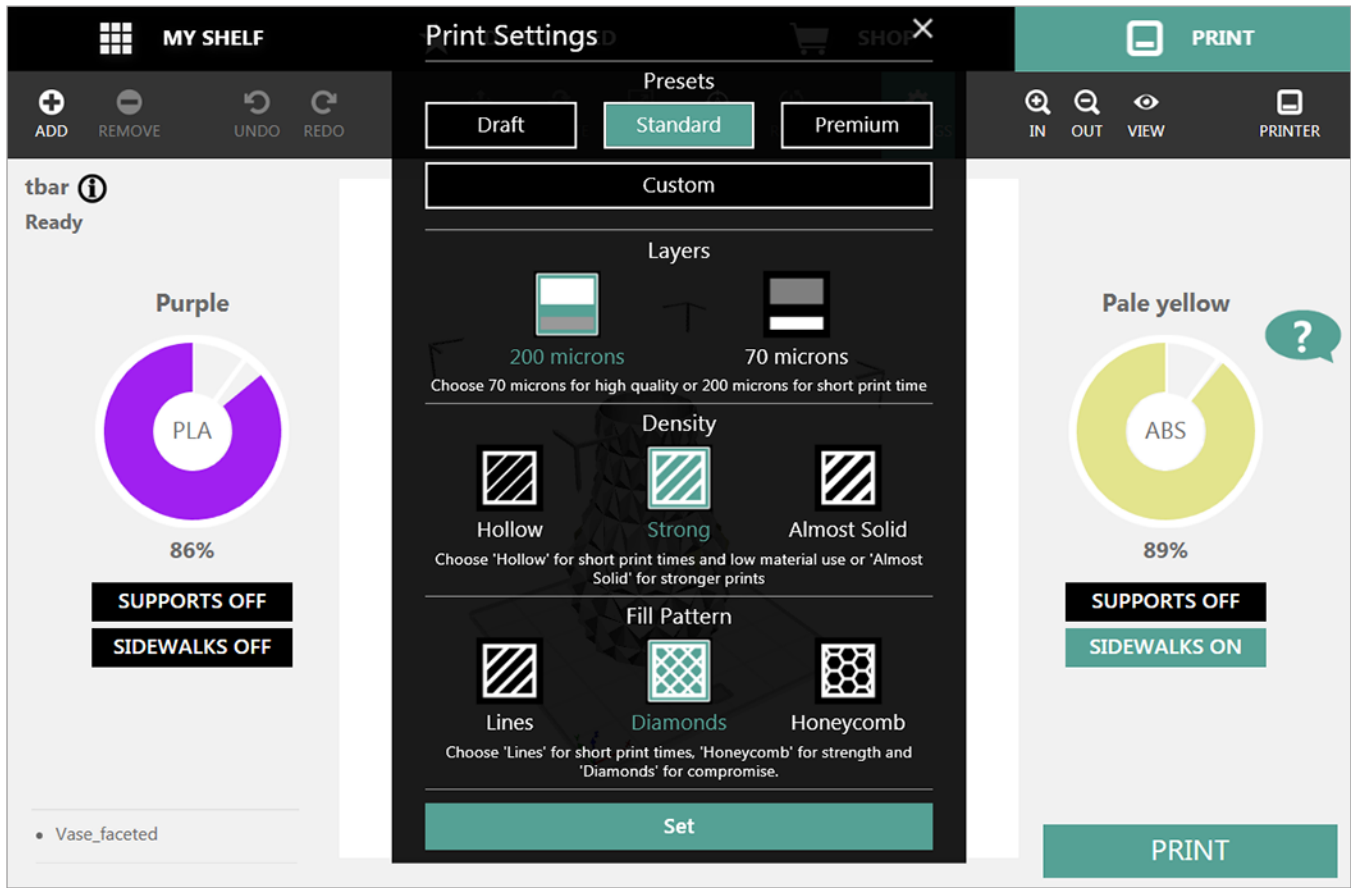 MY SHELF
Print Settings
SHOP
PRINT
ADD
REMOVE
UNDO
REDO
Presets
Draft
Standard
Premium
Custom
IN
OUT
VIEW
PRINTER
tbar
Ready
Layers
200 microns
70 microns
Choose 70 microns for high quality or 200 microns for short print time
Purple
PLA
86%
SUPPORTS OFF
SIDEWALKS OFF
Density
Hollow
Strong
Almost Solid
Choose 'Hollow' for short print times and low material use or 'Almost
Solid' for stronger prints
Fill Pattern
Lines
Diamonds
Honeycomb
Choose 'Lines' for short print times, 'Honeycomb' for strength and
'Diamonds' for compromise.
Set
Pale yellow
?
ABS
89%
SUPPORTS OFF
SIDEWALKS ON
• Vase_faceted
PRINT